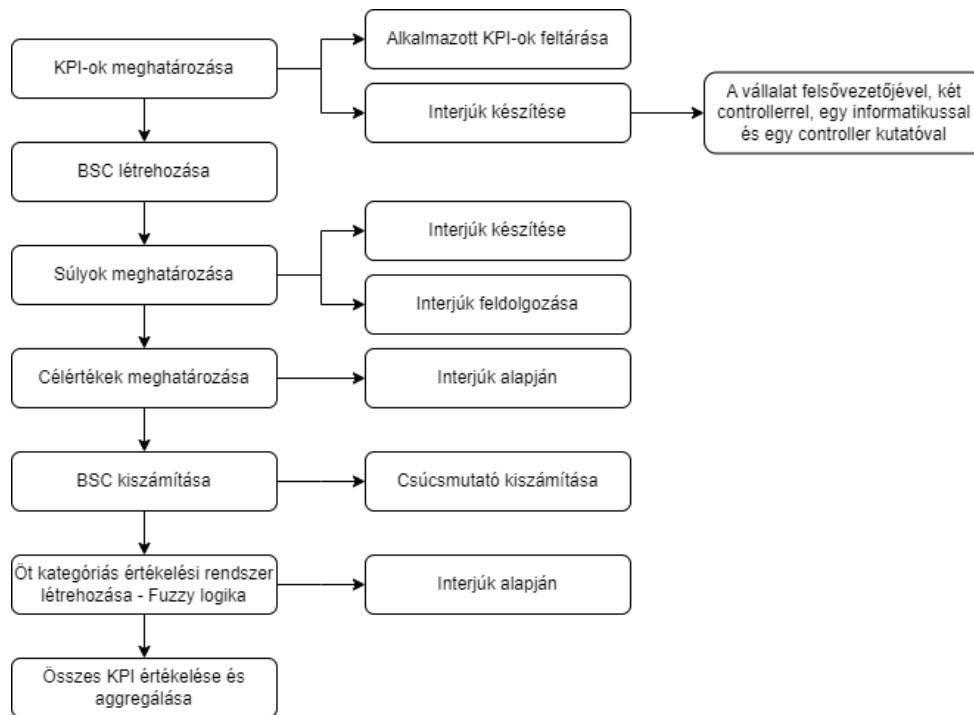 KPI-ok meghatározása
Alkalmazott KPI-ok feltárása
Interjúk készítése
A vállalat felsővezetőjével, két
controllerrel, egy informatikussal
és egy controller kutatóval
BSC létrehozása
Súlyok meghatározása
Interjúk készítése
Interjúk feldolgozása
Célértékek meghatározása
Interjúk alapján
BSC kiszámítása
Csúcsmutató kiszámítása
Öt kategóriás értékelési rendszer
létrehozása - Fuzzy logika
Interjúk alapján
Összes KPI értékelése és
aggregálása